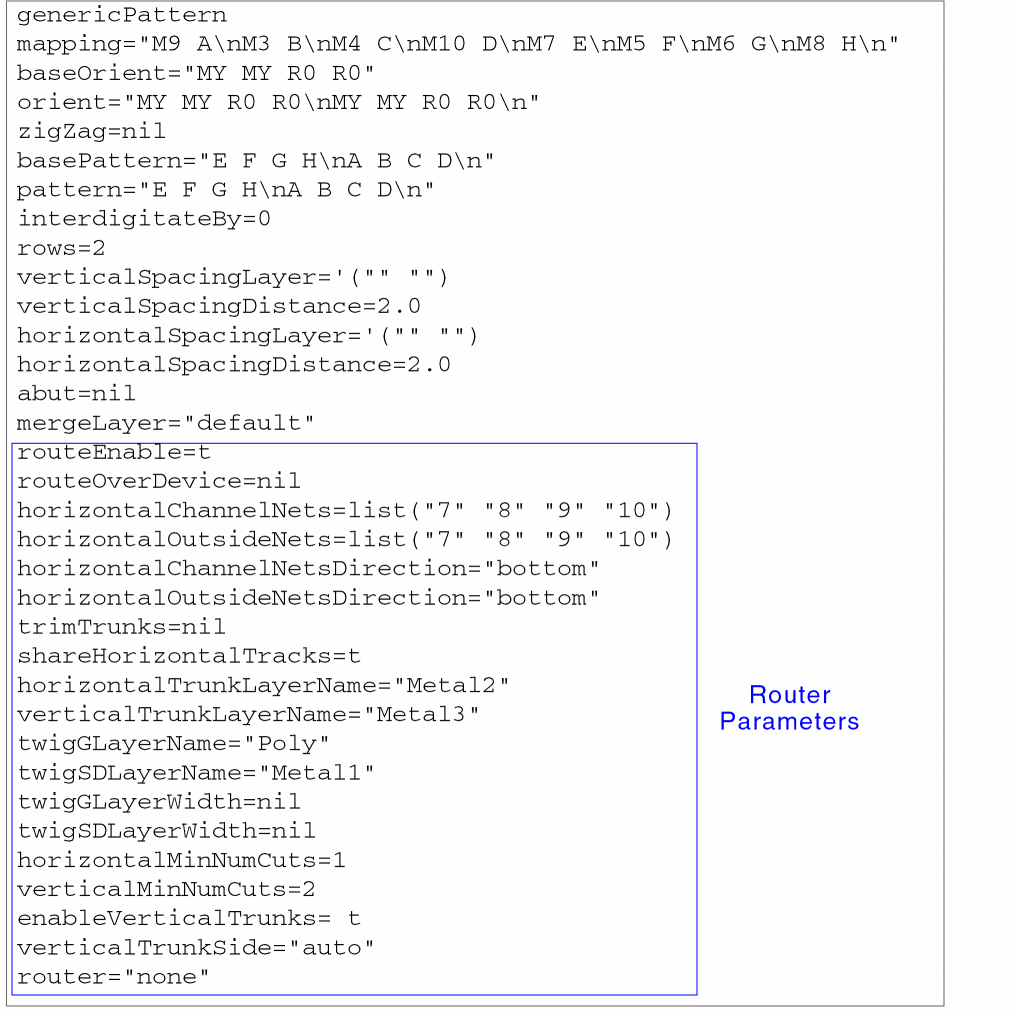 genericPattern
mapping="M9 A\nM3 B\nM4 C\nM10 D\nM7 E\nM5 F\nM6 G\nM8 H\n"
baseOrient="MY MY R0 R0"
orient="MY MY R0 R0\nMY MY R0 R0\n"
zigZag=nil
basePattern="E F G H\nA B C D\n"
pattern="E F G H\nA B C D\n"
interdigitateBy=0
rows=2
verticalSpacingLayer='("" "")
verticalSpacingDistance=2.0
horizontalSpacingLayer='("" "")
horizontalSpacingDistance=2.0
abut=nil
mergeLayer="default"
routeEnable=t
routeOverDevice=nil
horizontalChannelNets=list("7" "8" "9" "10")
horizontalOutsideNets=list("7" "8" "9" "10")
horizontalChannelNetsDirection="bottom"
horizontalOutsideNetsDirection="bottom"
trimTrunks=nil
shareHorizontalTracks=t
horizontalTrunkLayerName="Metal2"
verticalTrunkLayerName="Metal3"
twigGLayerName="Poly"
twigSDLayerName="Metal1"
twigGLayerWidth=nil
twigSDLayerWidth=nil
horizontalMinNumCuts=1
verticalMinNumCuts=2
enableVerticalTrunks= t
verticalTrunkSide="auto"
router="none"
Router
Parameters